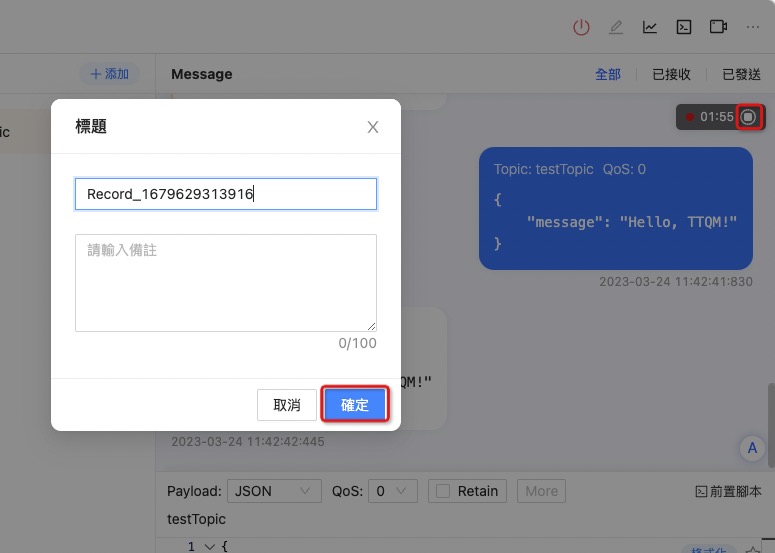 ＋添加
Message
全部
已接收
已發送
ic
標題
01:55
Topic: testTopic QoS: 0
{
"message": "Hello, TTQM!"
}
2023-03-24 11:42:41:830
Record_1679629313916
請輸入備註
0/100
QM!"
取消
確定
2023-03-24 11:42:42:445
A
Payload: JSON
QoS: 0
Retain
More
前置腳本
testTopic
1 {
格式化